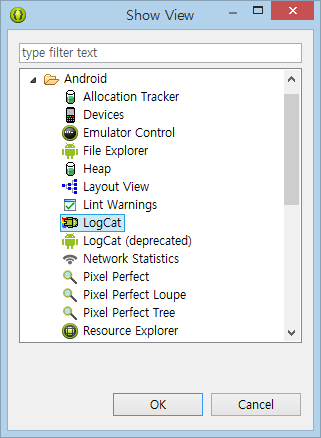 Show View
type filter text
Android
Allocation Tracker
Devices
Emulator Control
File Explorer
Heap
Layout View
Lint Warnings
LogCat
LogCat (deprecated)
Network Statistics
Pixel Perfect
Pixel Perfect Loupe
Pixel Perfect Tree
Resource Explorer
OK
Cancel